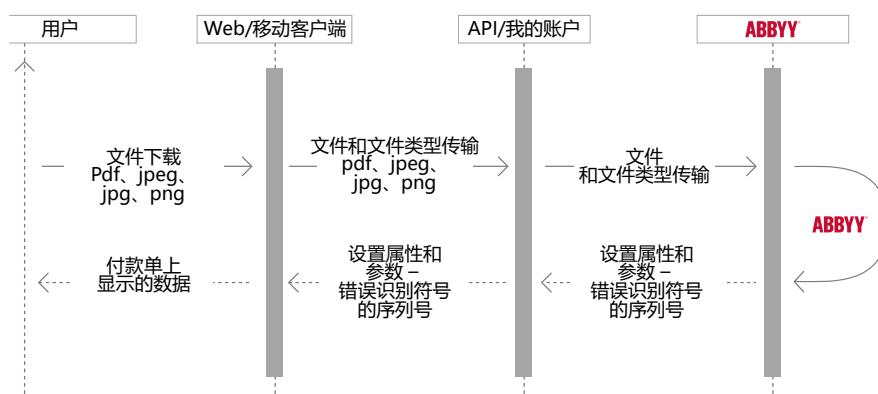 用户
Web/移动客户端
API/我的账户
ABBYY
文件下载
Pdf、jpeg、
jpg、png
文件和文件类型传输
pdf、jpeg、
jpg、png
文件
和文件类型传输
ABBYY
付款单上
显示的数据
设置属性和
参数 –
错误识别符号
的序列号
设置属性和
参数 –
错误识别符号
的序列号